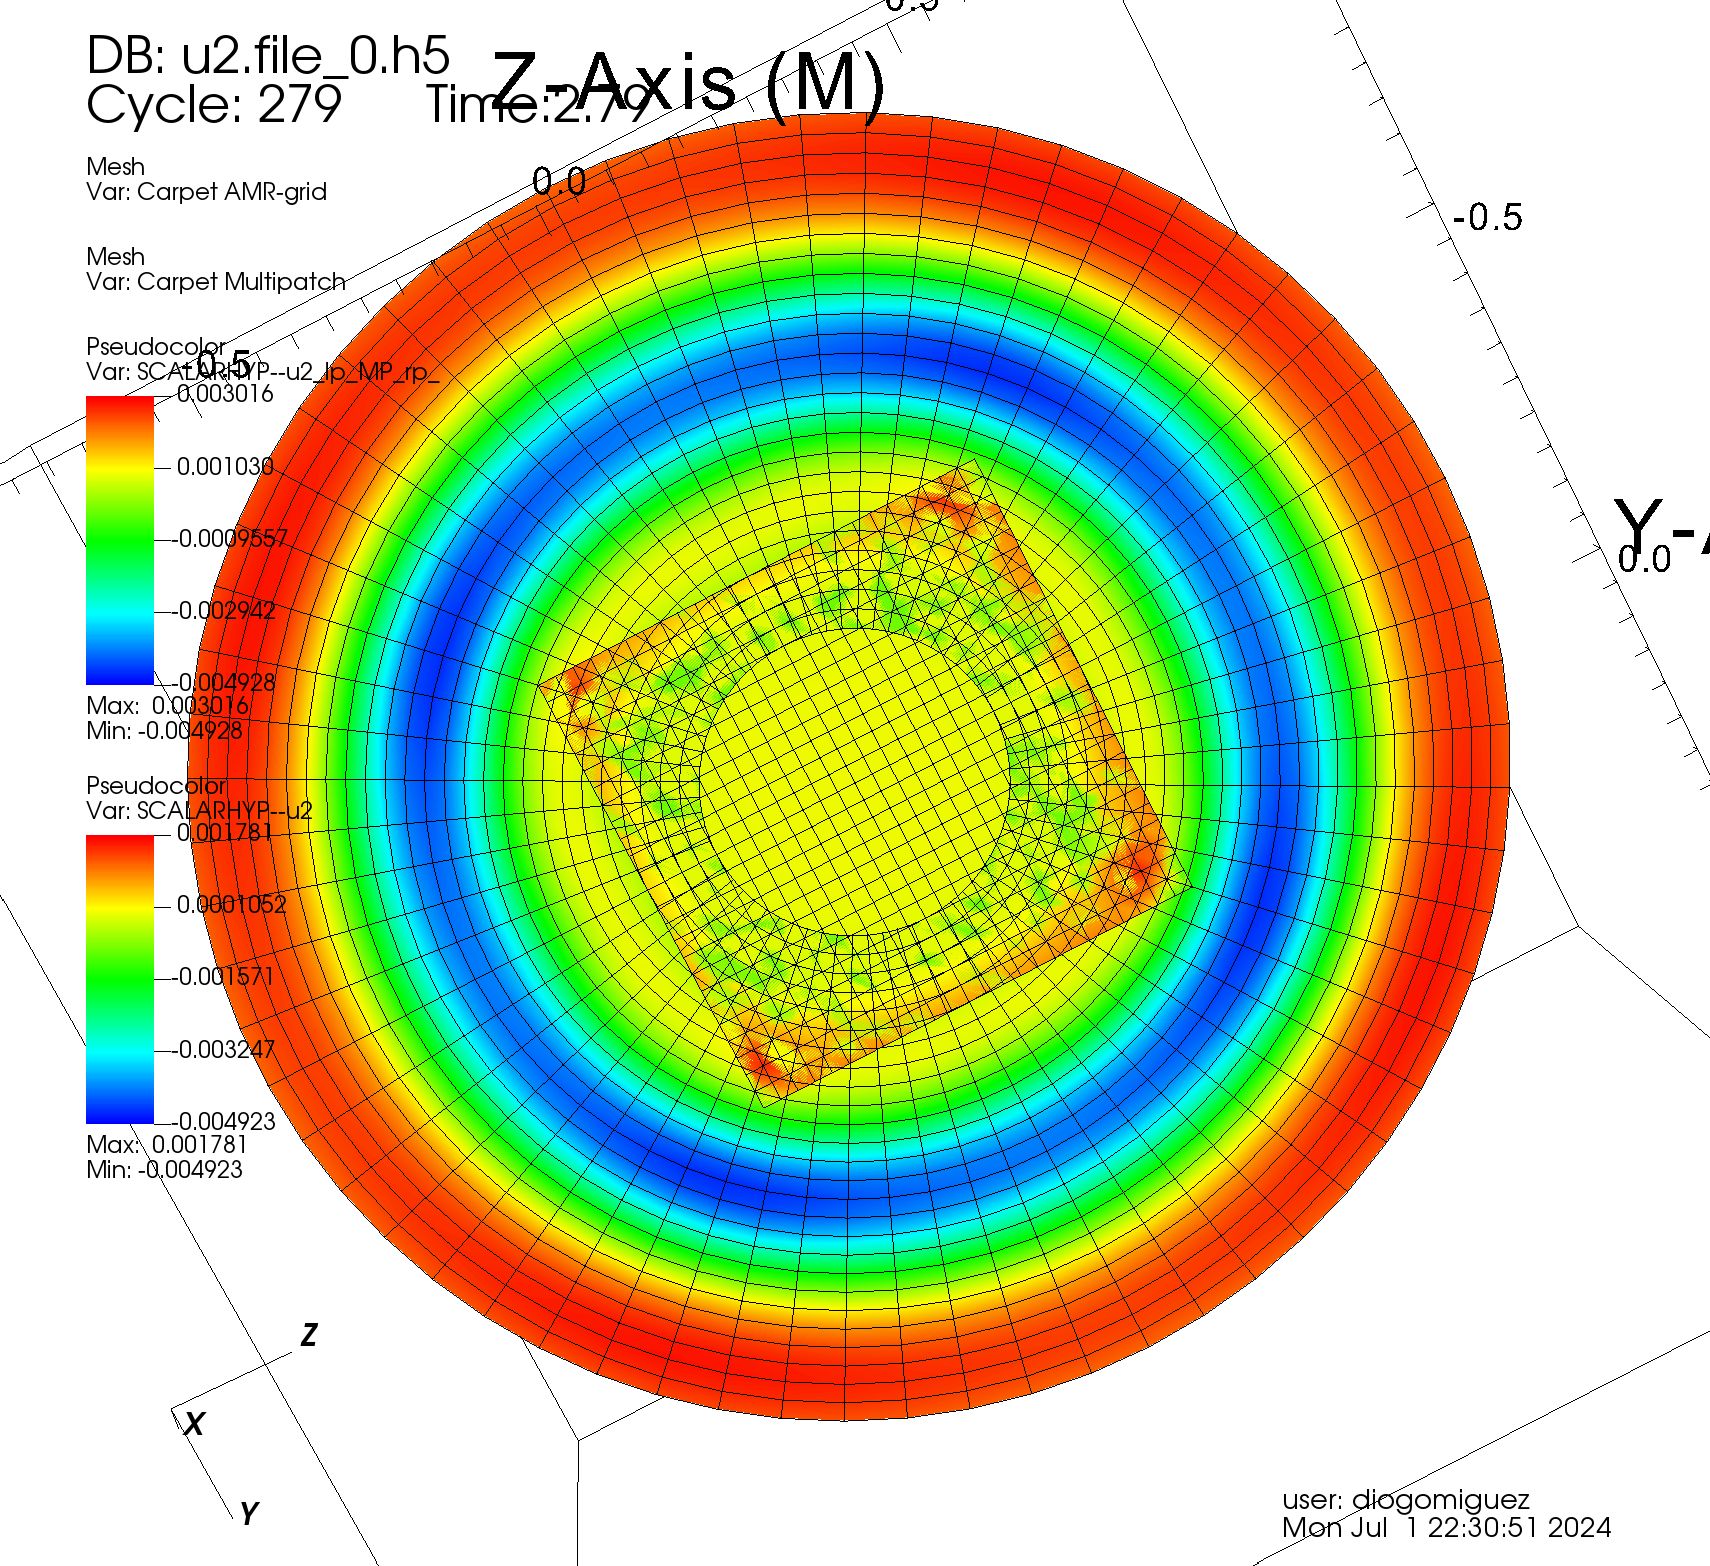 0.5
DB: u2.file_0.h5
Z-Axis (M)
Cycle: 279 Time:2.79
Mesh
Var: Carpet AMR-grid
0.0
-0.5
Mesh
Var: Carpet Multipatch
Pseudocolor
-0.5
Var: SCALARHYP--u2_lp_MP_rp_
0.003016
0.001030
-0.0009557
-0.002942
-0.004928
Max: 0.003016
Min: -0.004928
Y-A
0.0
Pseudocolor
Var: SCALARHYP--u2
0.001781
0.0001052
-0.001571
-0.003247
-0.004923
Max: 0.001781
Min: -0.004923
Z
X
Y
user: diogomiguez
Mon Jul 1 22:30:51 2024